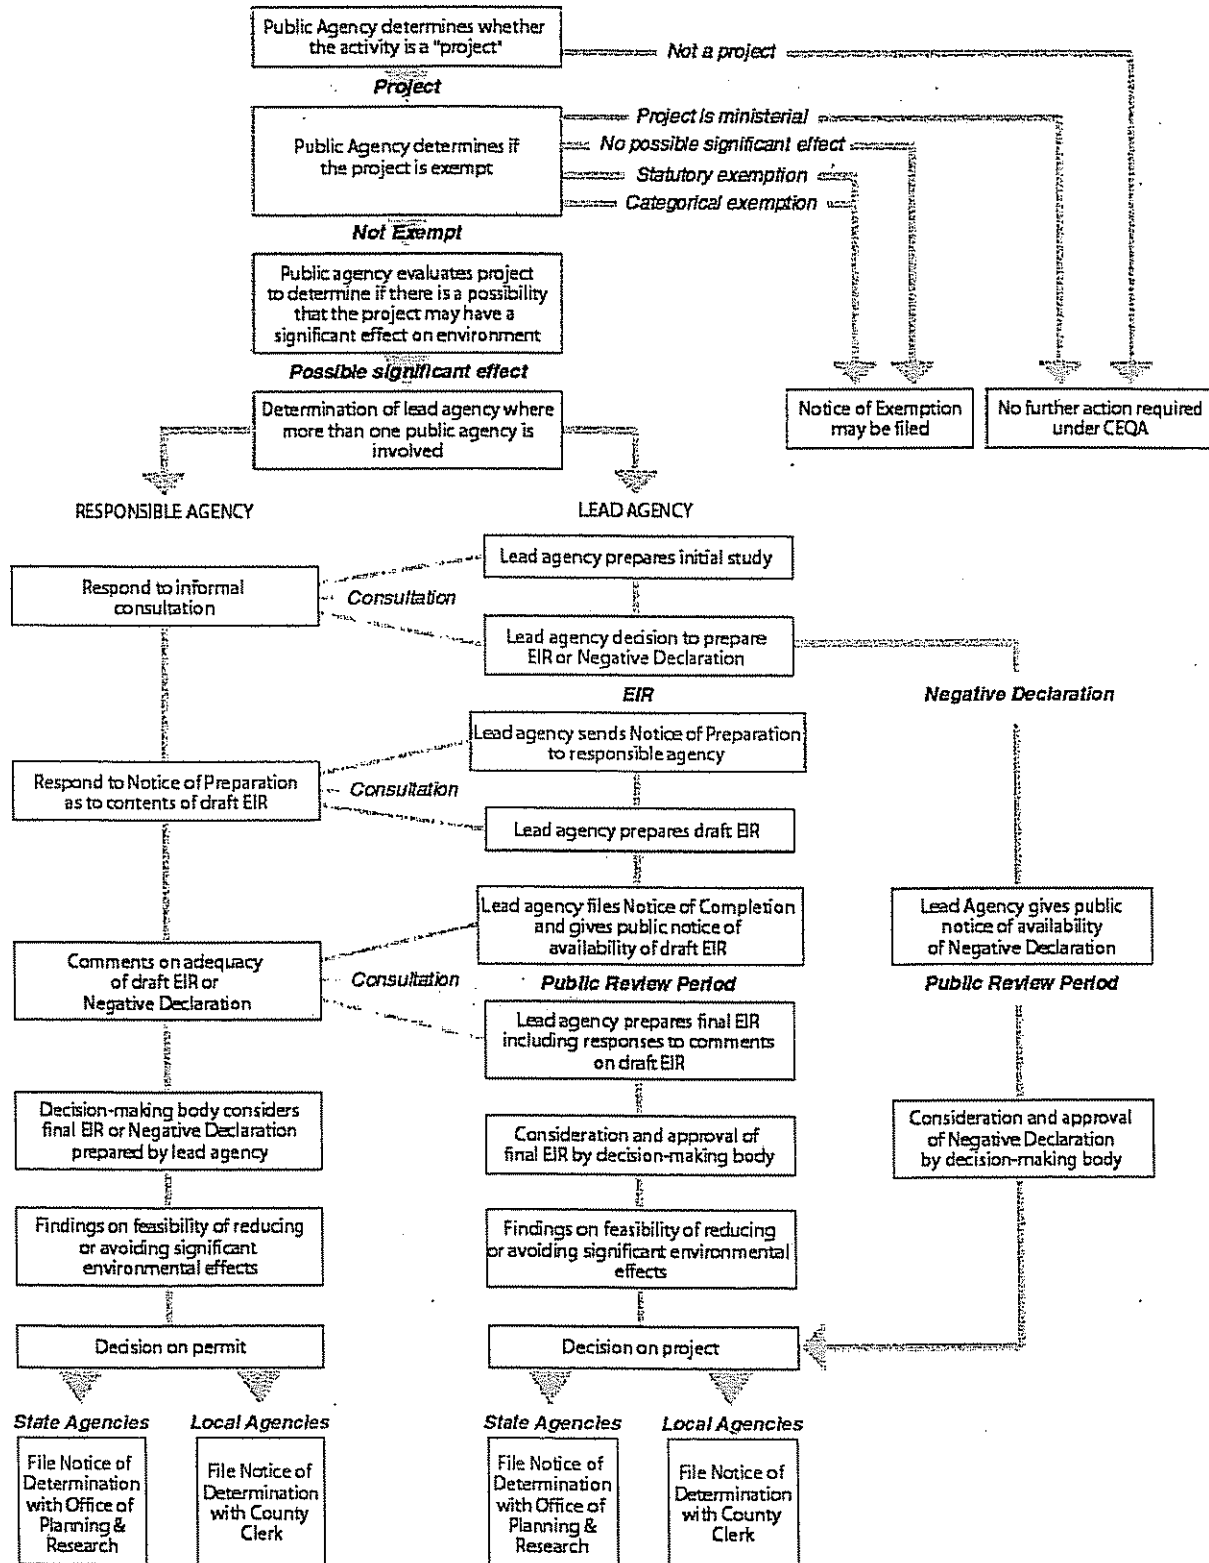 Public Agency determines whether
the activity is a "project"
Not a project
Project
Public Agency determines if
the project is exempt
Project is ministerial
No possible significant effect
Statutory exemption
Categorical exemption
Not Exempt
Public agency evaluates project
to determine if there is a possibility
that the project may have a
significant effect on environment
Possible significant effect
Determination of lead agency where
more than one public agency is
involved
Notice of Exemption
may be filed
No further action required
under CEQA
RESPONSIBLE AGENCY
LEAD AGENCY
Respond to informal
consultation
Consultation
Lead agency prepares initial study
Lead agency decision to prepare
EIR or Negative Declaration
EIR
Negative Declaration
Lead agency sends Notice of Preparation
to responsible agency
Respond to Notice of Preparation
as to contents of draft EIR
Consultation
Lead agency prepares draft EIR
Lead agency files Notice of Completion
and gives public notice of
availability of draft EIR
Lead Agency gives public
notice of availability
of Negative Declaration
Comments on adequacy
of draft EIR or
Negative Declaration
Consultation
Public Review Period
Public Review Period
Lead agency prepares final EIR
including responses to comments
on draft EIR
Decision-making body considers
final EIR or Negative Declaration
prepared by lead agency
Consideration and approval of
final EIR by decision-making body
Consideration and approval
of Negative Declaration
by decision-making body
Findings on feasibility of reducing
or avoiding significant
environmental effects
Findings on feasibility of reducing
or avoiding significant environmental
effects
Decision on permit
Decision on project
State Agencies
Local Agencies
State Agencies
Local Agencies
File Notice of
Determination
with Office of
Planning &
Research
File Notice of
Determination
with County
Clerk
File Notice of
Determination
with Office of
Planning &
Research
File Notice of
Determination
with County
Clerk